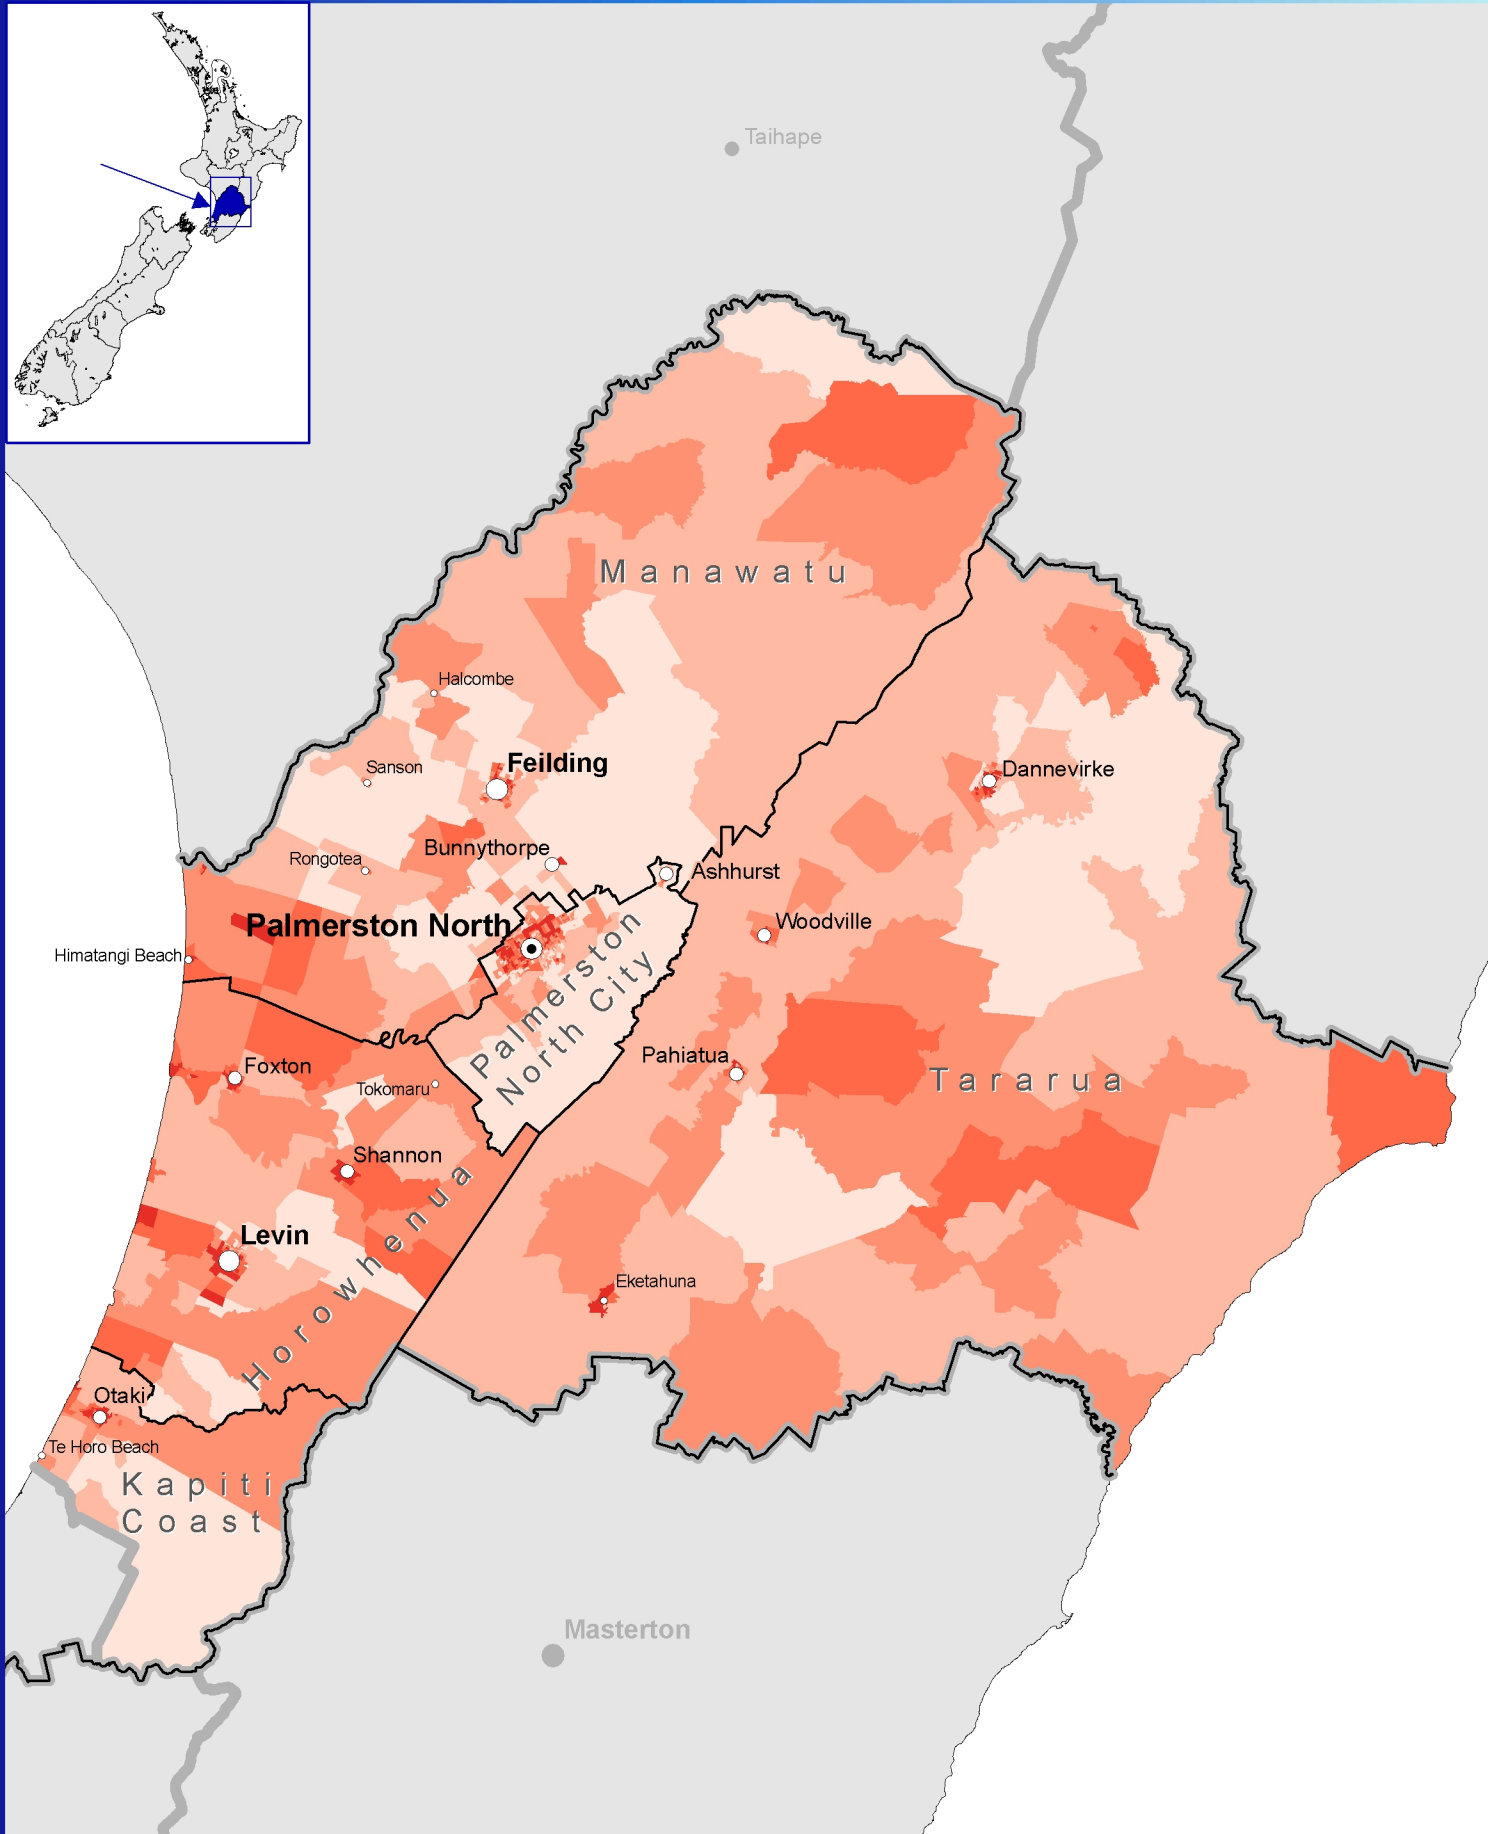 Taihape
Manawatu
Halcombe
Feilding
Sanson
Dannevirke
Bunnythorpe
Rongotea
Ashhurst
Palmerston North
Woodville
Himatangi Beach
Palmerston
North City
Pahiatua
Foxton
Tokomaru
Tararua
Shannon
Horowhenua
Levin
Eketahuna
Otaki
Te Horo Beach
Kapiti
Coast
Masterton